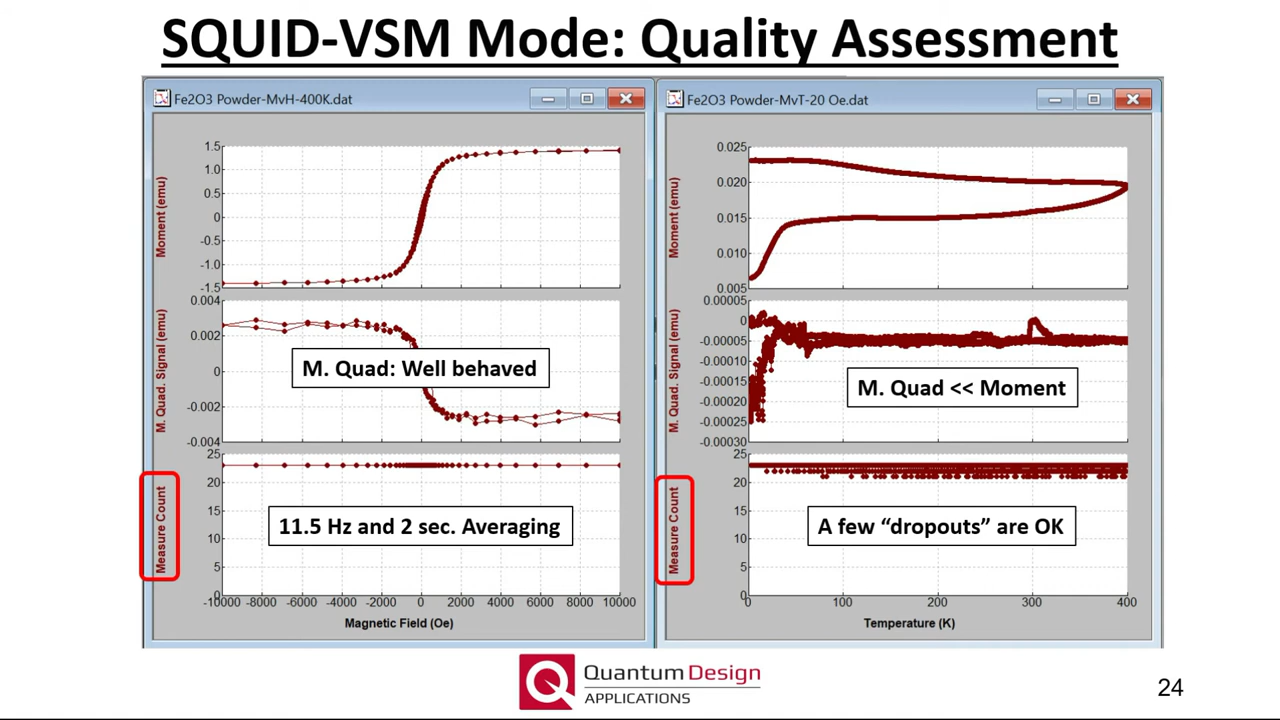 SQUID-VSM Mode: Quality Assessment
Fe2O3 Powder-MvH-400K.dat
Moment (emu)
1.5
1.0
0.5
0
-0.5
-1.0
-1.5
M. Quad. Signal (emu)
0.004
0.002
0
-0.002
-0.004
M. Quad: Well behaved
Measure Count
25
20
15
10
5
0
11.5 Hz and 2 sec. Averaging
-10000 -8000 -6000 -4000 -2000 0 2000 4000 6000 8000 10000
Magnetic Field (Oe)
Fe2O3 Powder-MvT-20 Oe.dat
Moment (emu)
0.025
0.020
0.015
0.010
0.005
M. Quad. Signal (emu)
0.00005
0
-0.00005
-0.00010
-0.00015
-0.00020
-0.00025
-0.00030
M. Quad << Moment
Measure Count
25
20
15
10
5
0
A few “dropouts” are OK
0 100 200 300 400
Temperature (K)
Quantum Design
APPLICATIONS
24